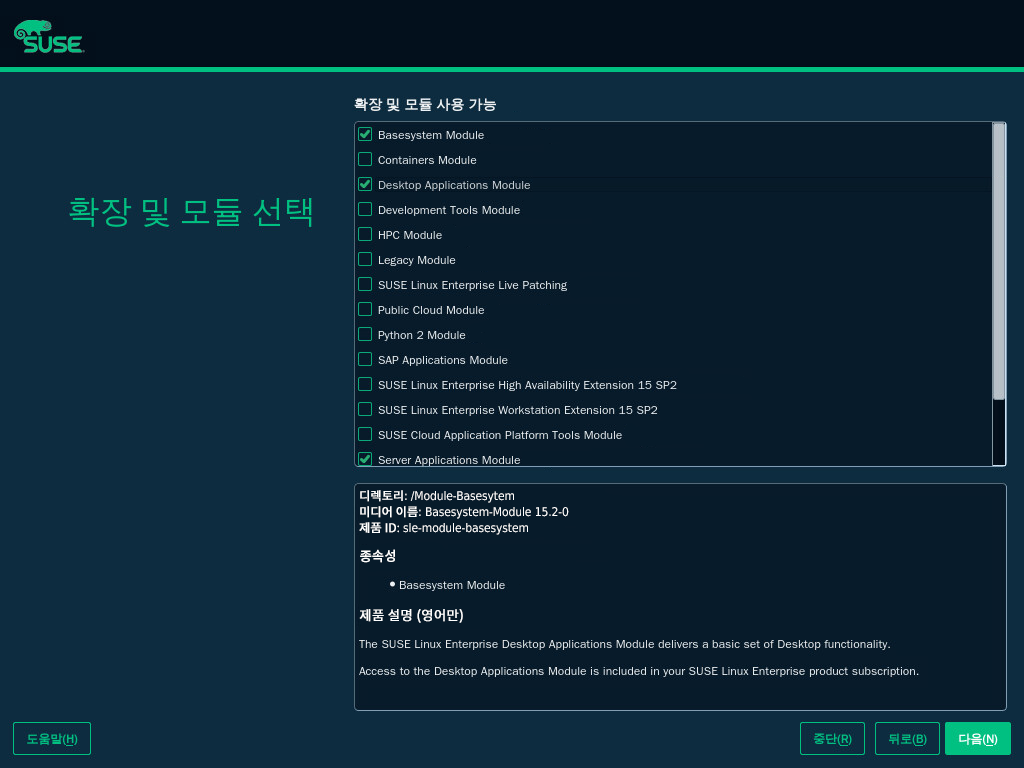 SUSE
확장 및 모듈 사용 가능
확장 및 모듈 선택
Basesystem Module
Containers Module
Desktop Applications Module
Development Tools Module
HPC Module
Legacy Module
SUSE Linux Enterprise Live Patching
Public Cloud Module
Python 2 Module
SAP Applications Module
SUSE Linux Enterprise High Availability Extension 15 SP2
SUSE Linux Enterprise Workstation Extension 15 SP2
SUSE Cloud Application Platform Tools Module
Server Applications Module
디렉토리: /Module-Basesytem
미디어 이름: Basesystem-Module 15.2-0
제품 ID: sle-module-basesystem
종속성
• Basesystem Module
제품 설명 (영어만)
The SUSE Linux Enterprise Desktop Applications Module delivers a basic set of Desktop functionality.
Access to the Desktop Applications Module is included in your SUSE Linux Enterprise product subscription.
도움말(H) 중단(R) 뒤로(B) 다음(N)